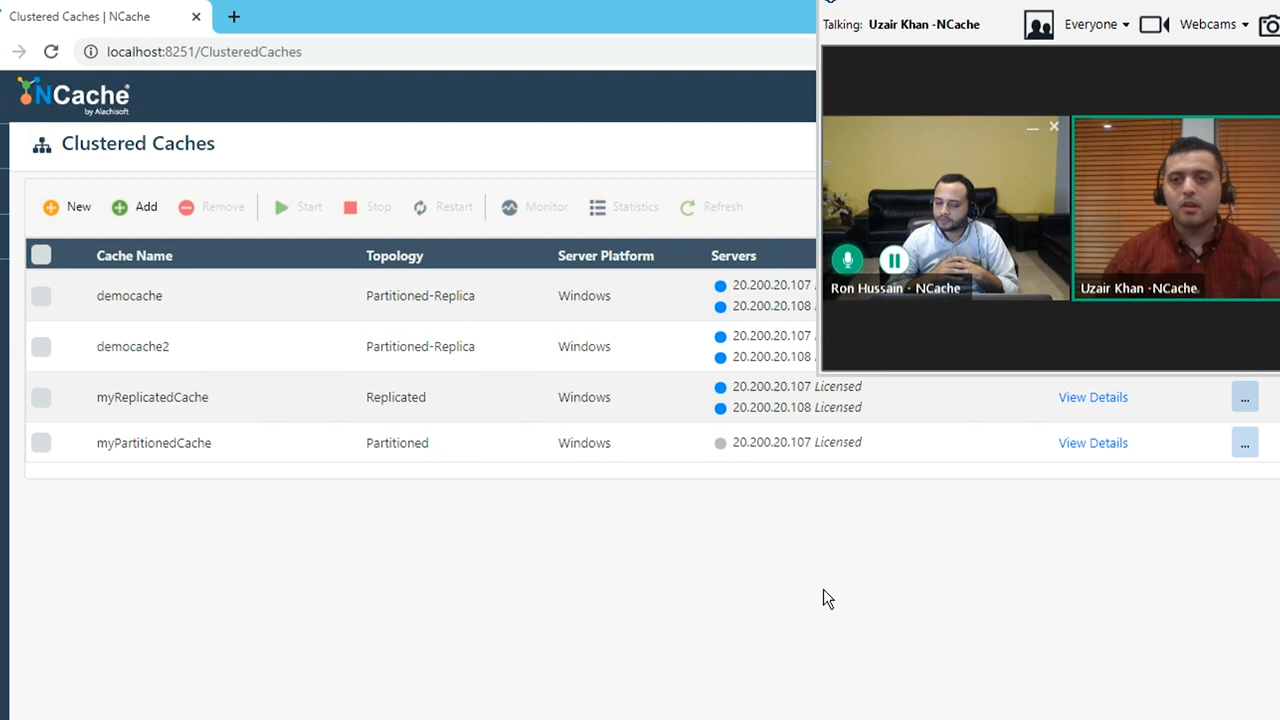 Clustered Caches | NCache
localhost:8251/ClusteredCaches
NCache
by Alachisoft
Clustered Caches
New Add Remove Start Stop Restart Monitor Statistics Refresh
Cache Name Topology Server Platform Servers
democache Partitioned-Replica Windows 20.200.20.107
20.200.20.108
democache2 Partitioned-Replica Windows 20.200.20.107
20.200.20.108
myReplicatedCache Replicated Windows 20.200.20.107 Licensed View Details ...
20.200.20.108 Licensed
myPartitionedCache Partitioned Windows 20.200.20.107 Licensed View Details ...
Talking: Uzair Khan -NCache Everyone Webcams
Ron Hussain - NCache
Uzair Khan -NCache